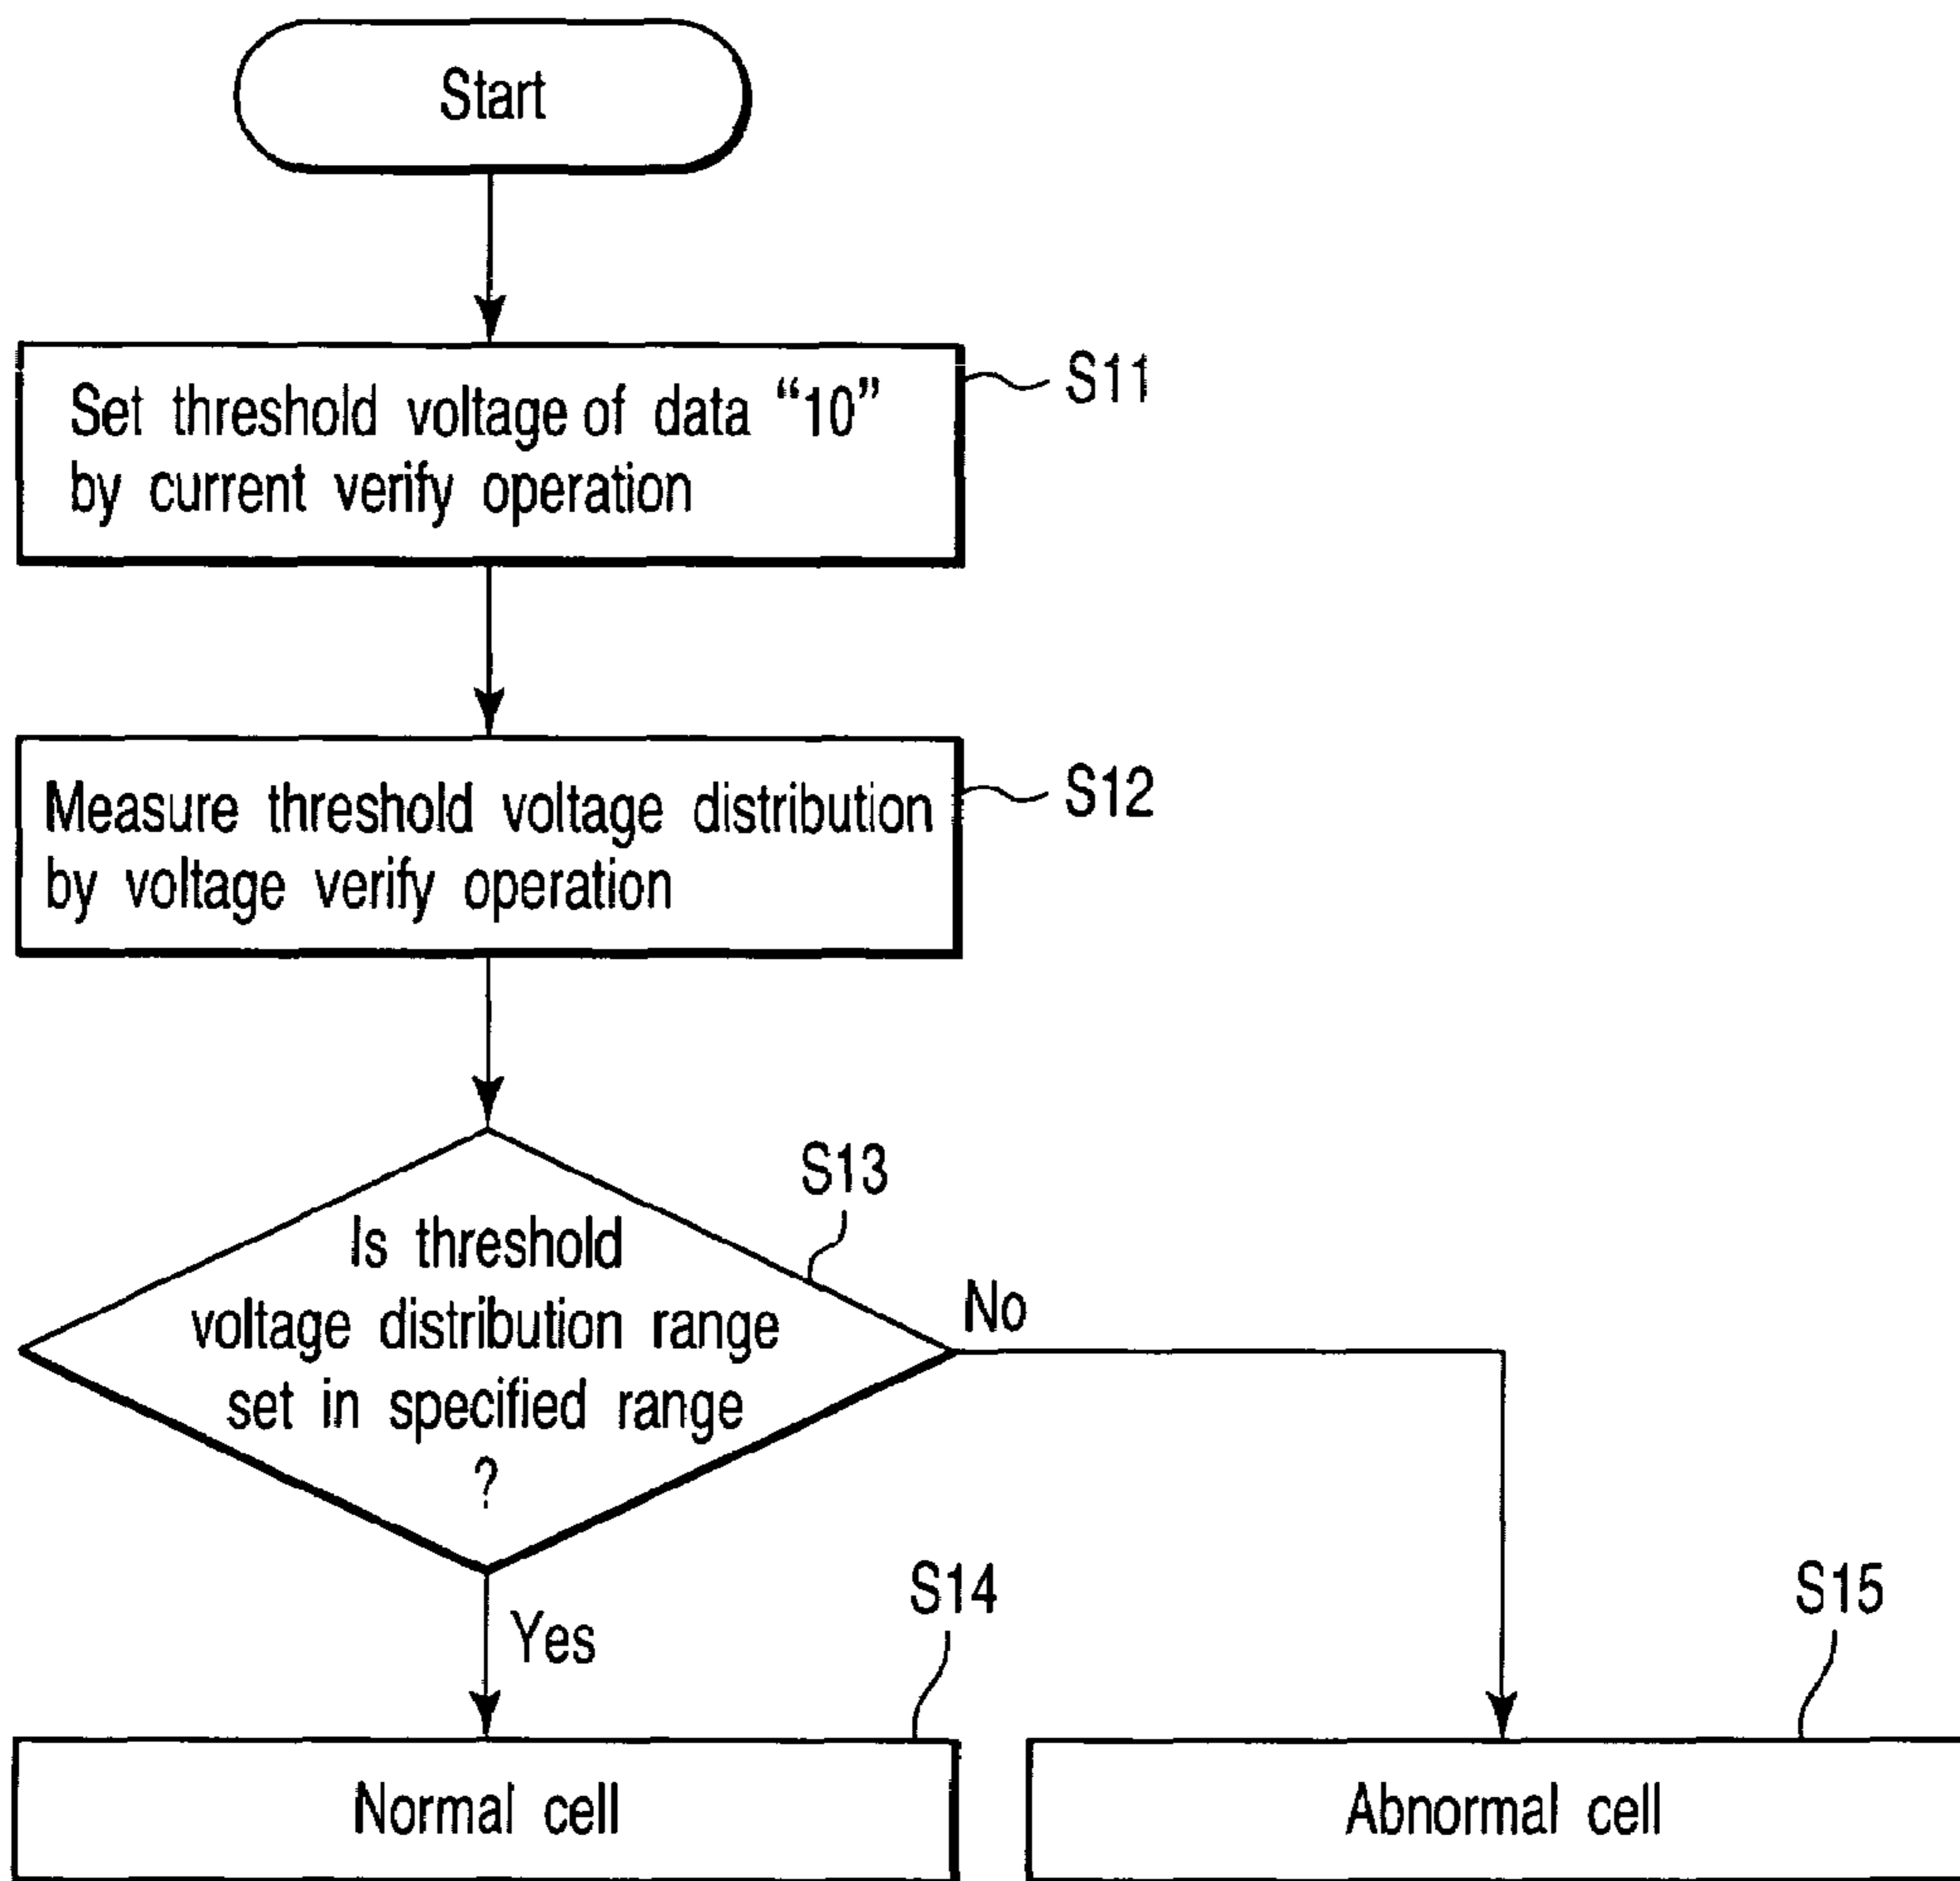 Start
Set threshold voltage of data “10”
by current verify operation
S11
Measure threshold voltage distribution
by voltage verify operation
S12
S13
Is threshold
voltage distribution range
set in specified range
?
No
Yes
S14
S15
Normal cell
Abnormal cell